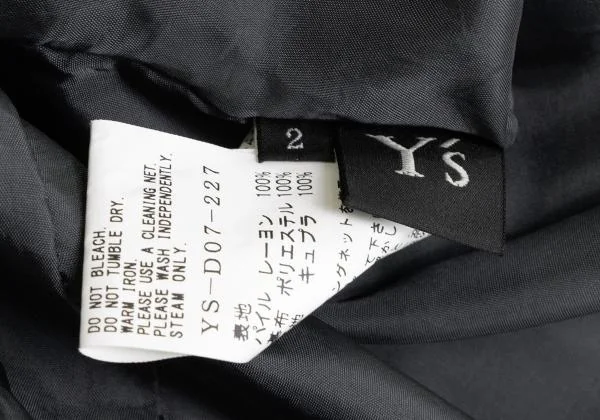 2
Y's
DO NOT BLEACH.
DO NOT TUMBLE DRY.
WARM IRON.
PLEASE USE A CLEANING NET.
PLEASE WASH INDEPENDENTLY.
STEAM ONLY.
YS-D07-227
表地
パイル レーヨン 100%
基布 ポリエステル 100%
キュプラ 100%